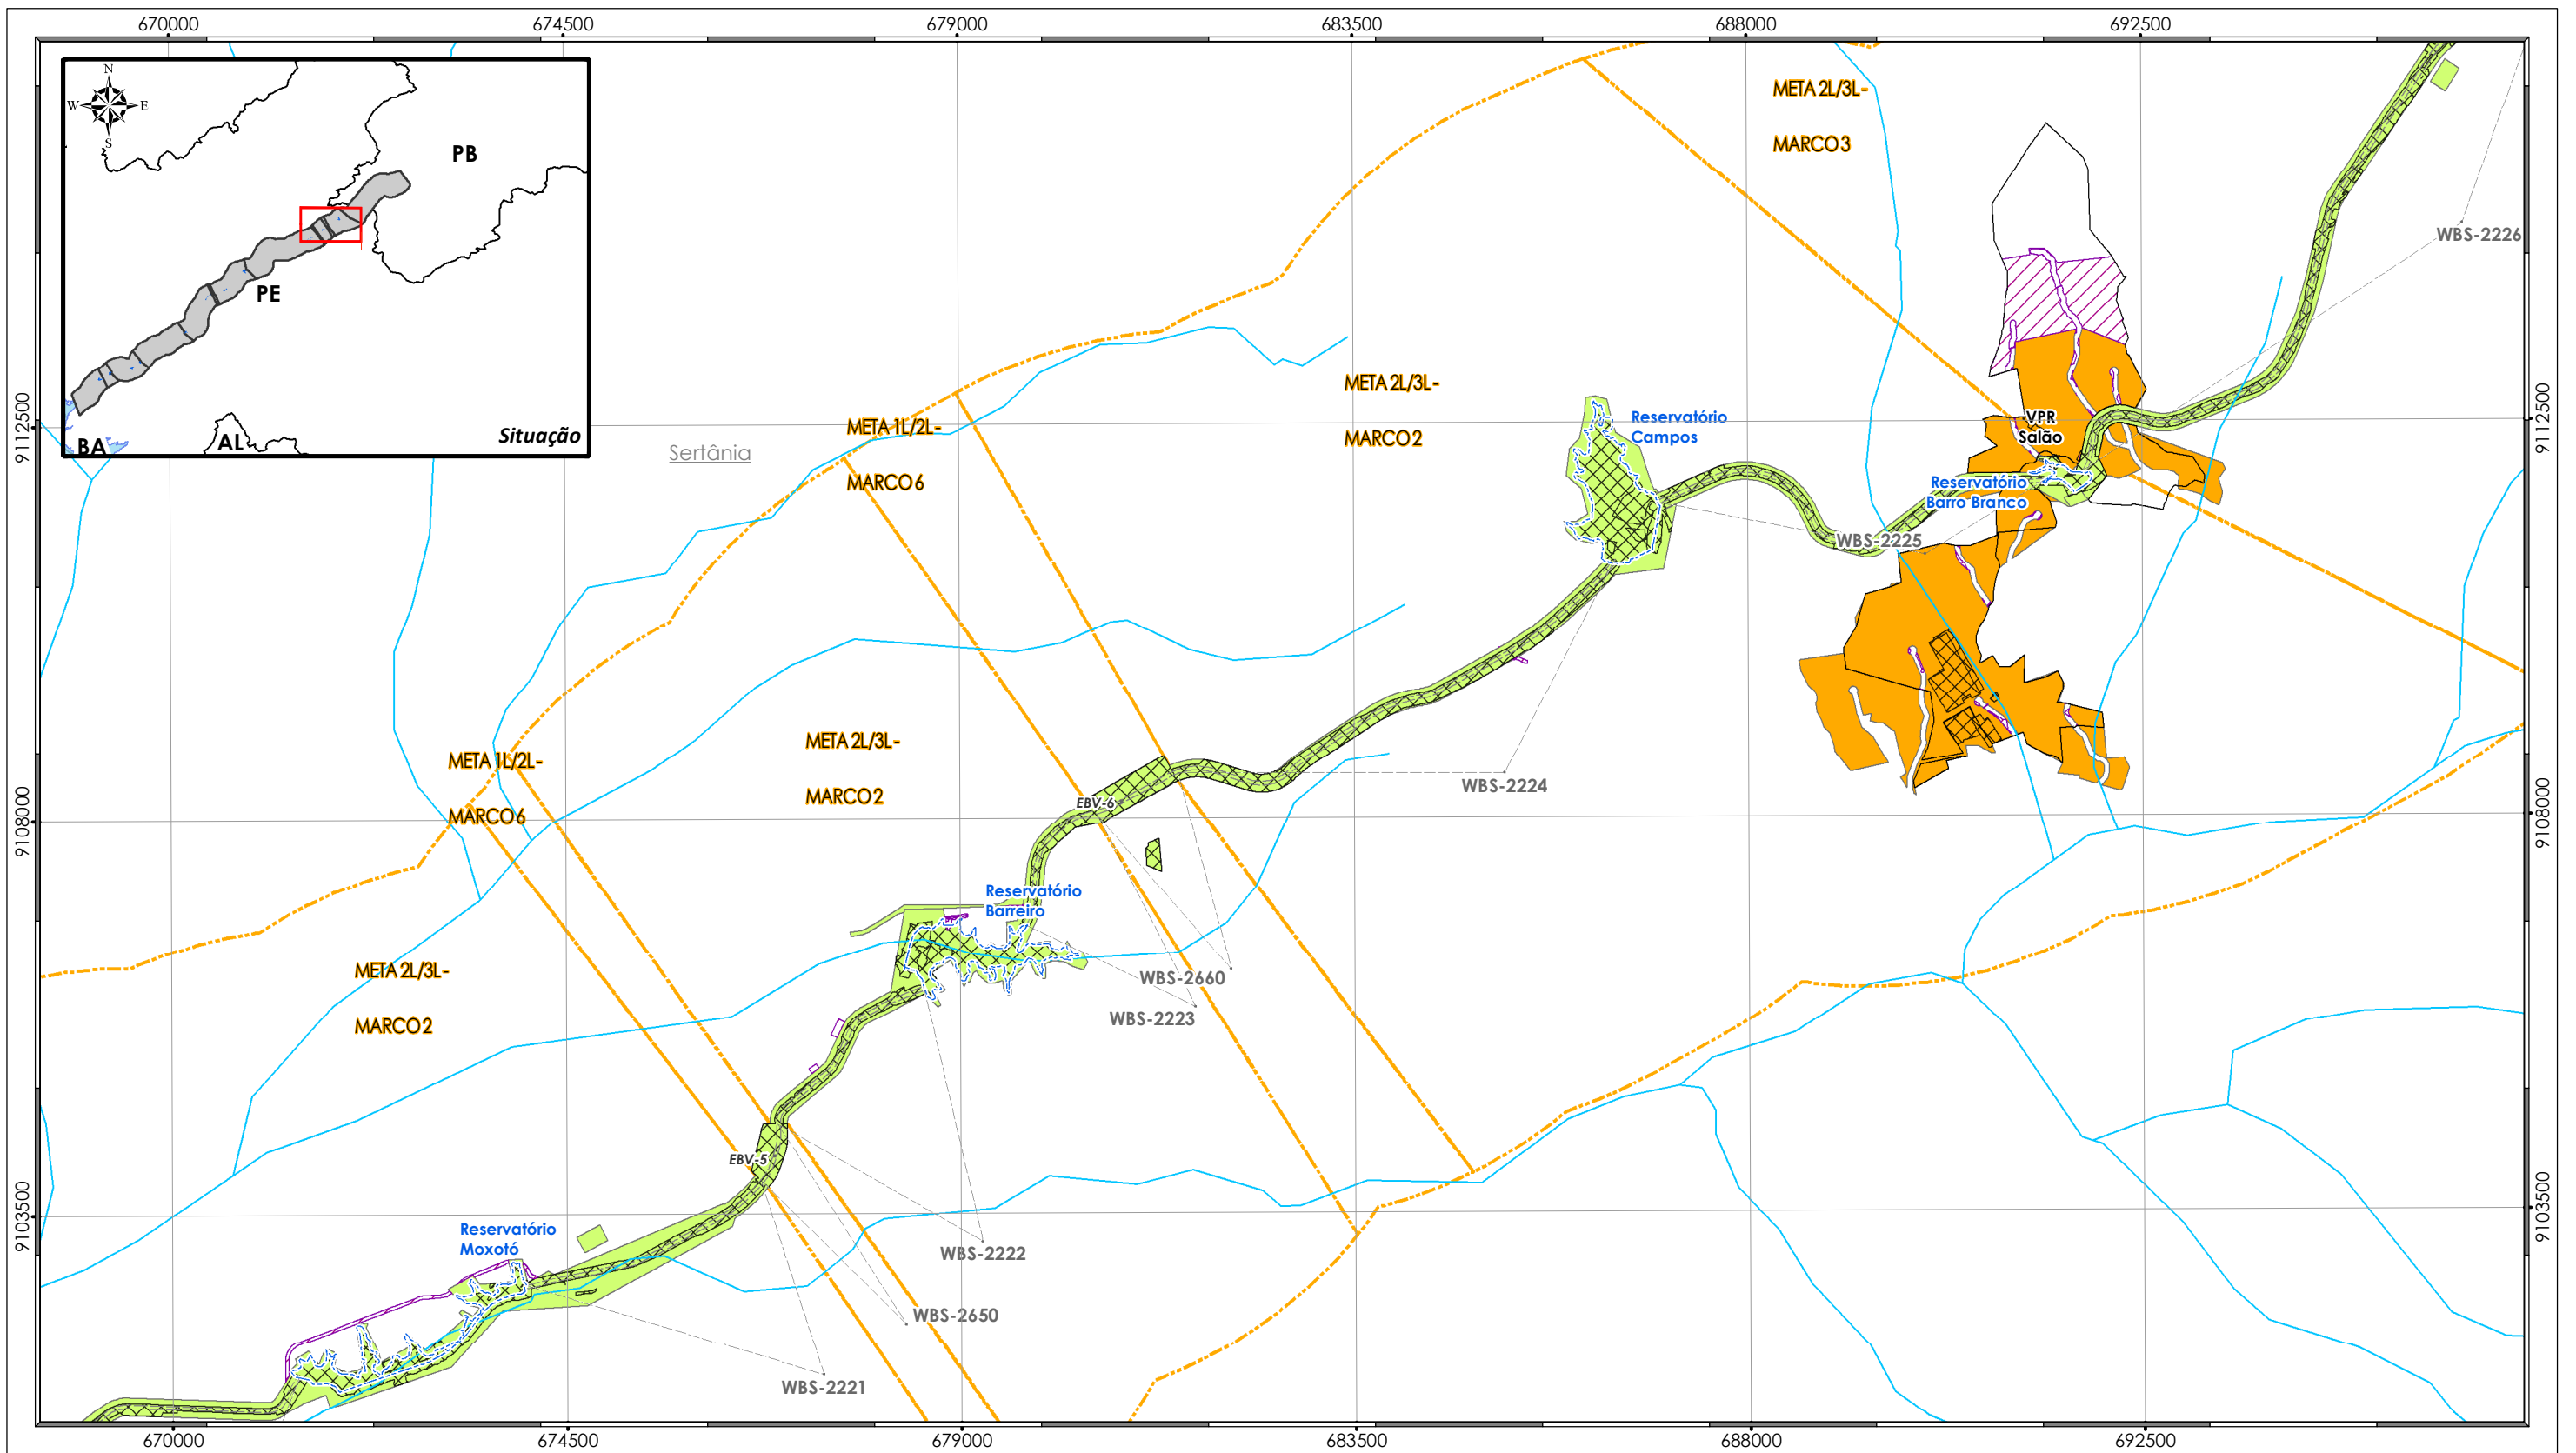 670000
674500
679000
683500
688000
692500
N
W
E
S
PB
PE
BA
AL
Situação
META 2L/3L-
MARCO 3
WBS-2226
9112500
9112500
META 1L/2L-
MARCO 6
Sertânia
META 2L/3L-
MARCO 2
Reservatório
Campos
VPR
Salão
Reservatório
Barro Branco
WBS-2225
META 1L/2L-
MARCO 6
META 2L/3L-
MARCO 2
WBS-2224
EBV-6
9108000
9108000
Reservatório
Barreiro
META 2L/3L-
MARCO 2
WBS-2660
WBS-2223
EBV-5
9103500
9103500
Reservatório
Moxotó
WBS-2222
WBS-2650
WBS-2221
670000
674500
679000
683500
688000
692500